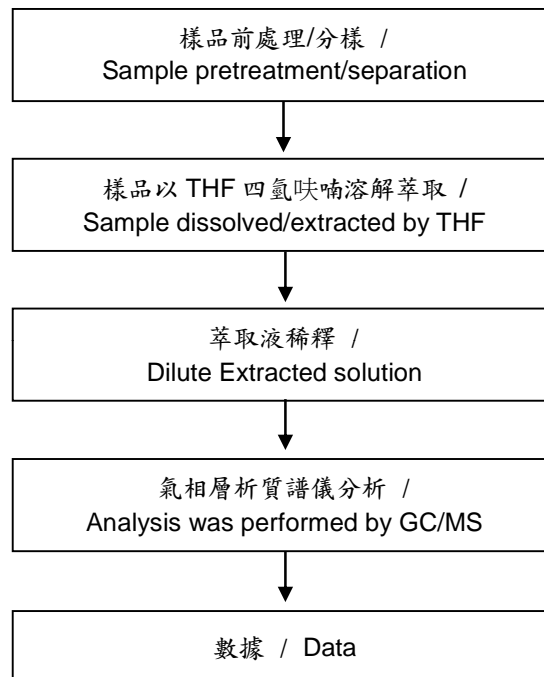 樣品前處理/分樣 /
Sample pretreatment/separation
樣品以 THF 四氫呋喃溶解萃取 /
Sample dissolved/extracted by THF
萃取液稀釋 /
Dilute Extracted solution
氣相層析質譜儀分析 /
Analysis was performed by GC/MS
數據 / Data